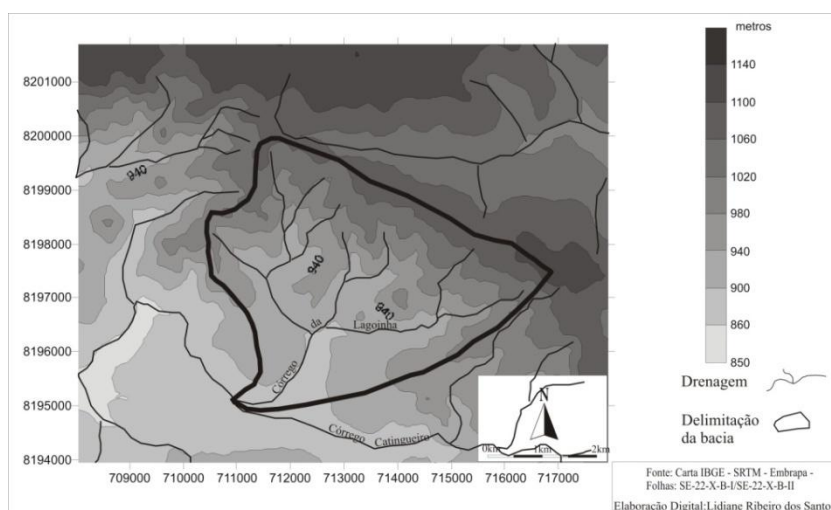 metros
1140
1100
1060
1020
980
940
900
860
850
8201000
8200000
8199000
8198000
8197000
8196000
8195000
8194000
940
940
940
Córrego da Lagoinha
Córrego Catingueiro
N
0km 1km 2km
709000 710000 711000 712000 713000 714000 715000 716000 717000
Drenagem
Delimitação
da bacia
Fonte: Carta IBGE - SRTM - Embrapa -
Folhas: SE-22-X-B-I/SE-22-X-B-II
Elaboração Digital:Lidiane Ribeiro dos Santo